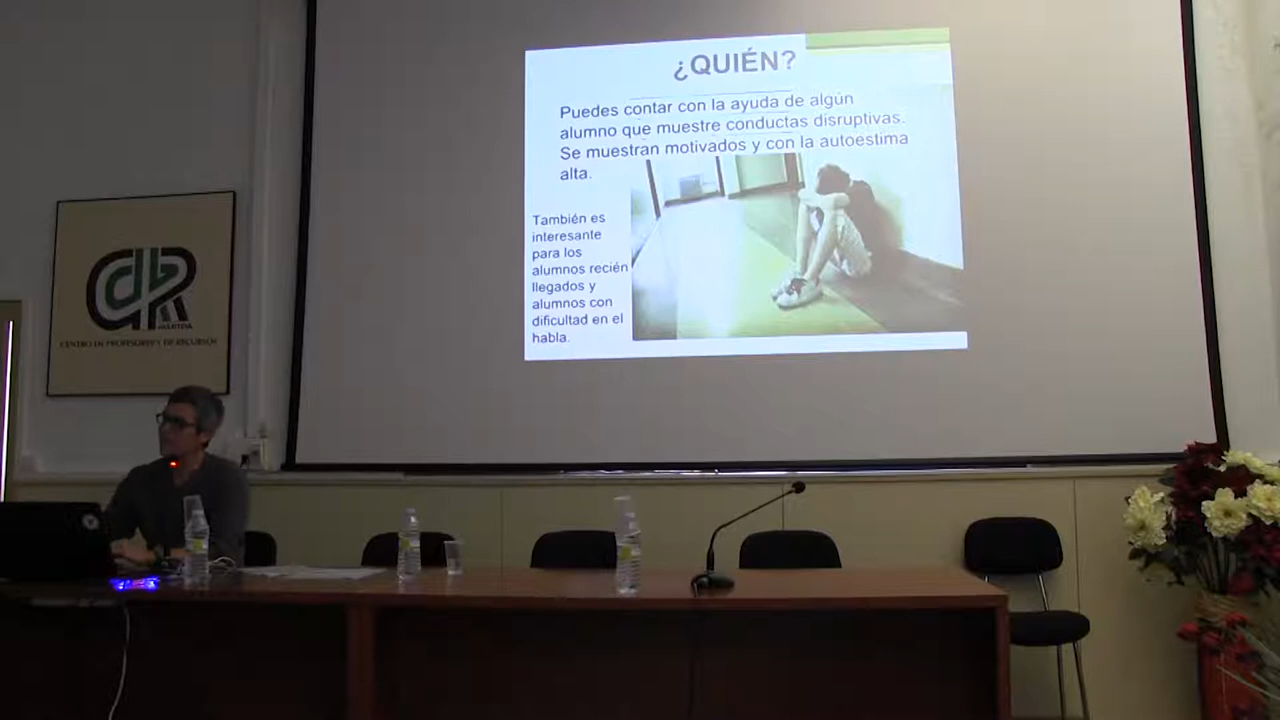 ¿QUIÉN?
Puedes contar con la ayuda de algún
alumno que muestre conductas disruptivas.
Se muestran motivados y con la autoestima
alta.
También es
interesante
para los
alumnos recién
llegados y
alumnos con
dificultad en el
habla.
CENTRO DE PROFESORES Y DE RECURSOS